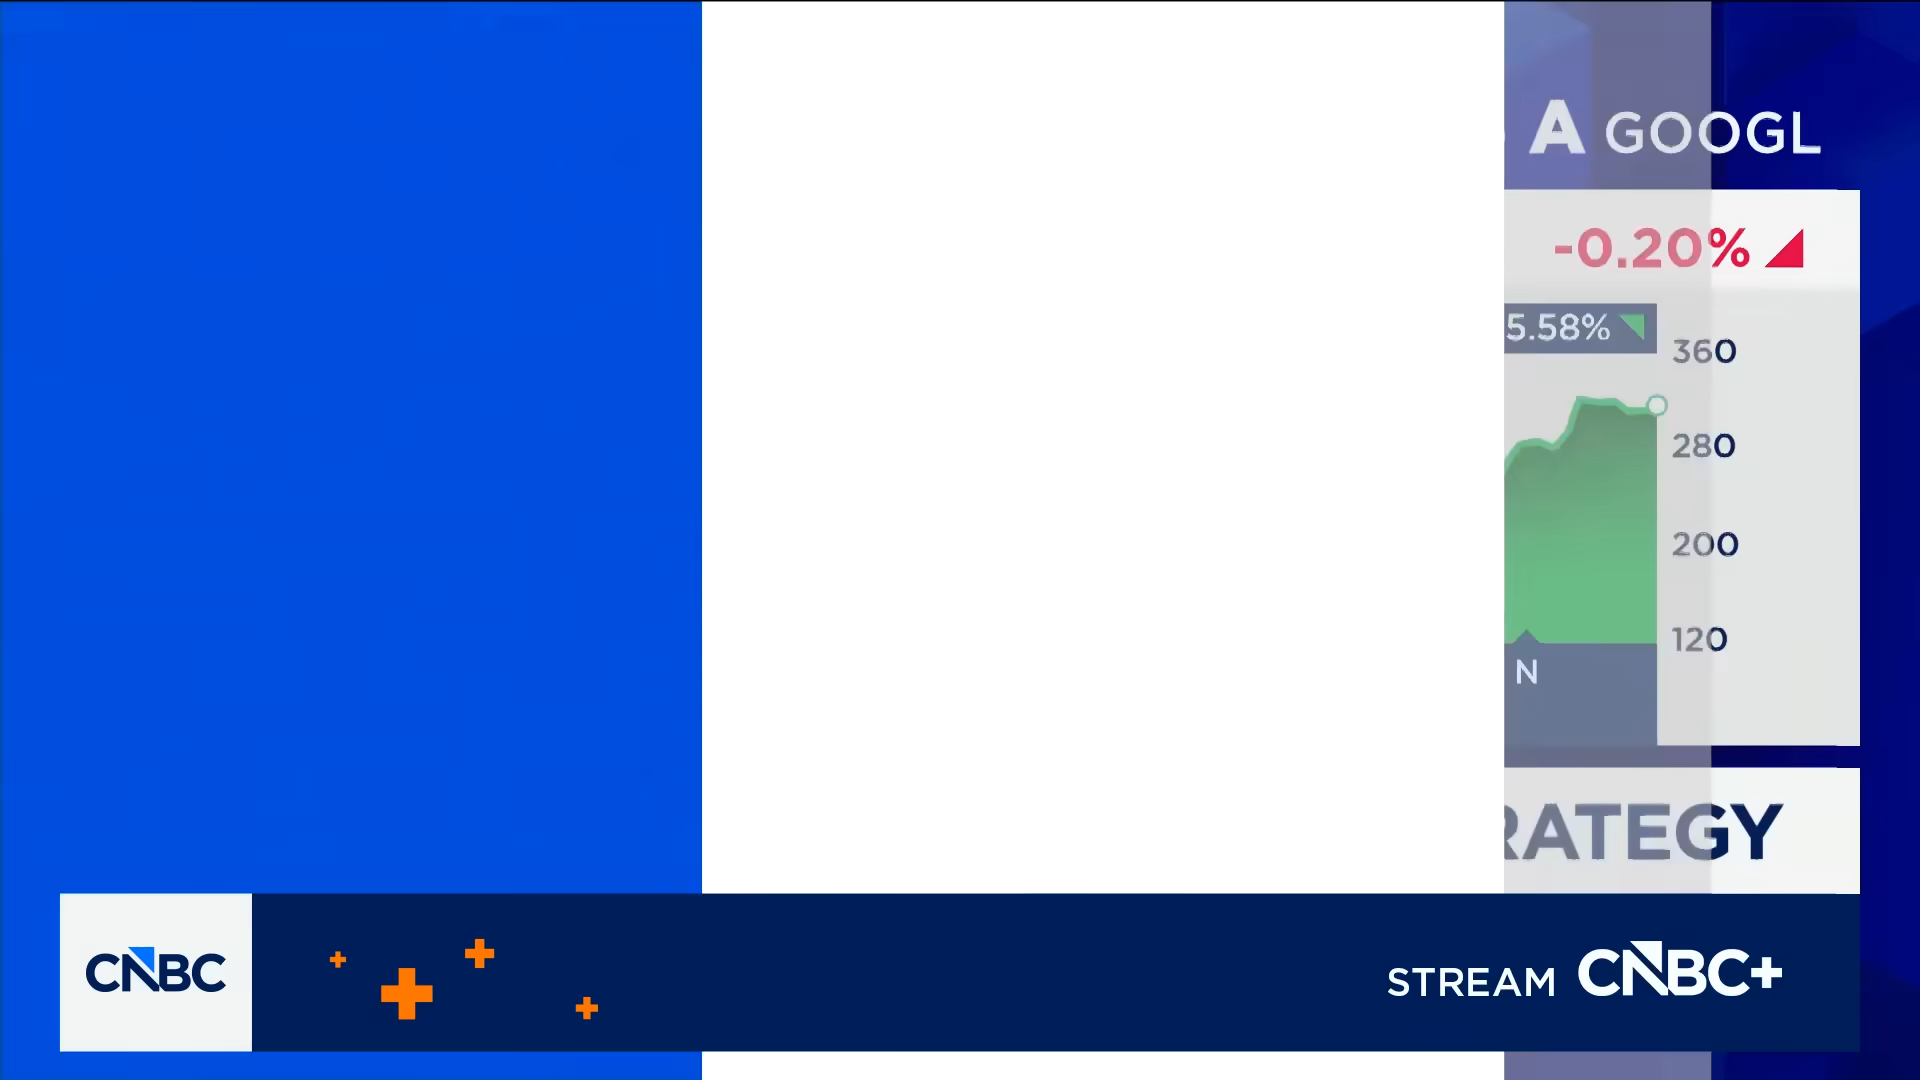 A GOOGL
-0.20%
5.58%
360
280
200
120
N
RATEGY
CNBC
STREAM CNBC+